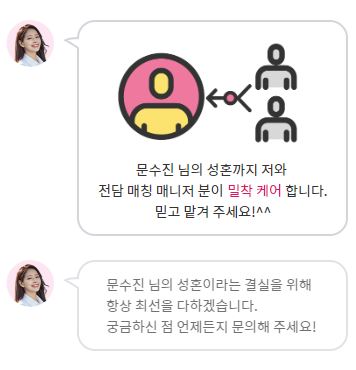 문수진 님의 성혼까지 저와
전담 매칭 매니저 분이 밀착 케어 합니다.
믿고 맡겨 주세요!^^
문수진 님의 성혼이라는 결실을 위해
항상 최선을 다하겠습니다.
궁금하신 점 언제든지 문의해 주세요!